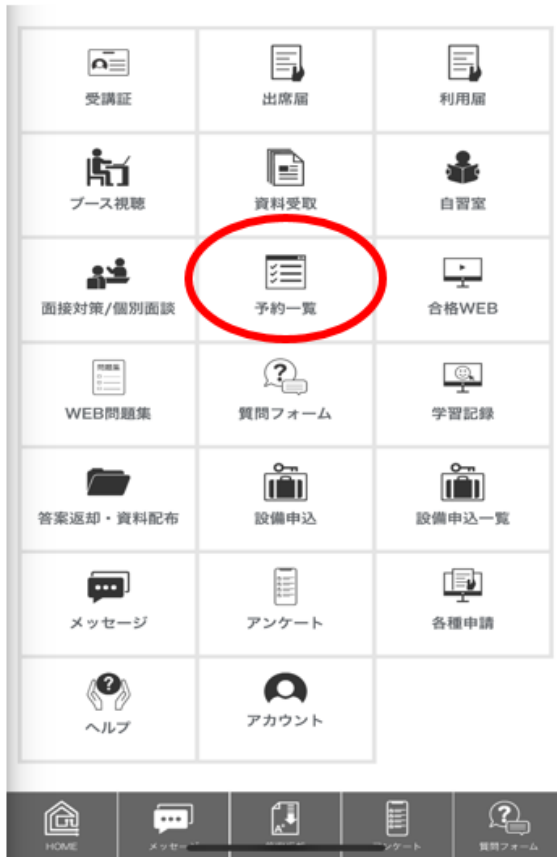 受講証
出席届
利用届
ブース視聴
資料受取
自習室
面接対策/個別面談
予約一覧
合格WEB
問題集
WEB問題集
質問フォーム
学習記録
答案返却・資料配布
設備申込
設備申込一覧
メッセージ
アンケート
各種申請
ヘルプ
アカウント
HOME
質問フォーム